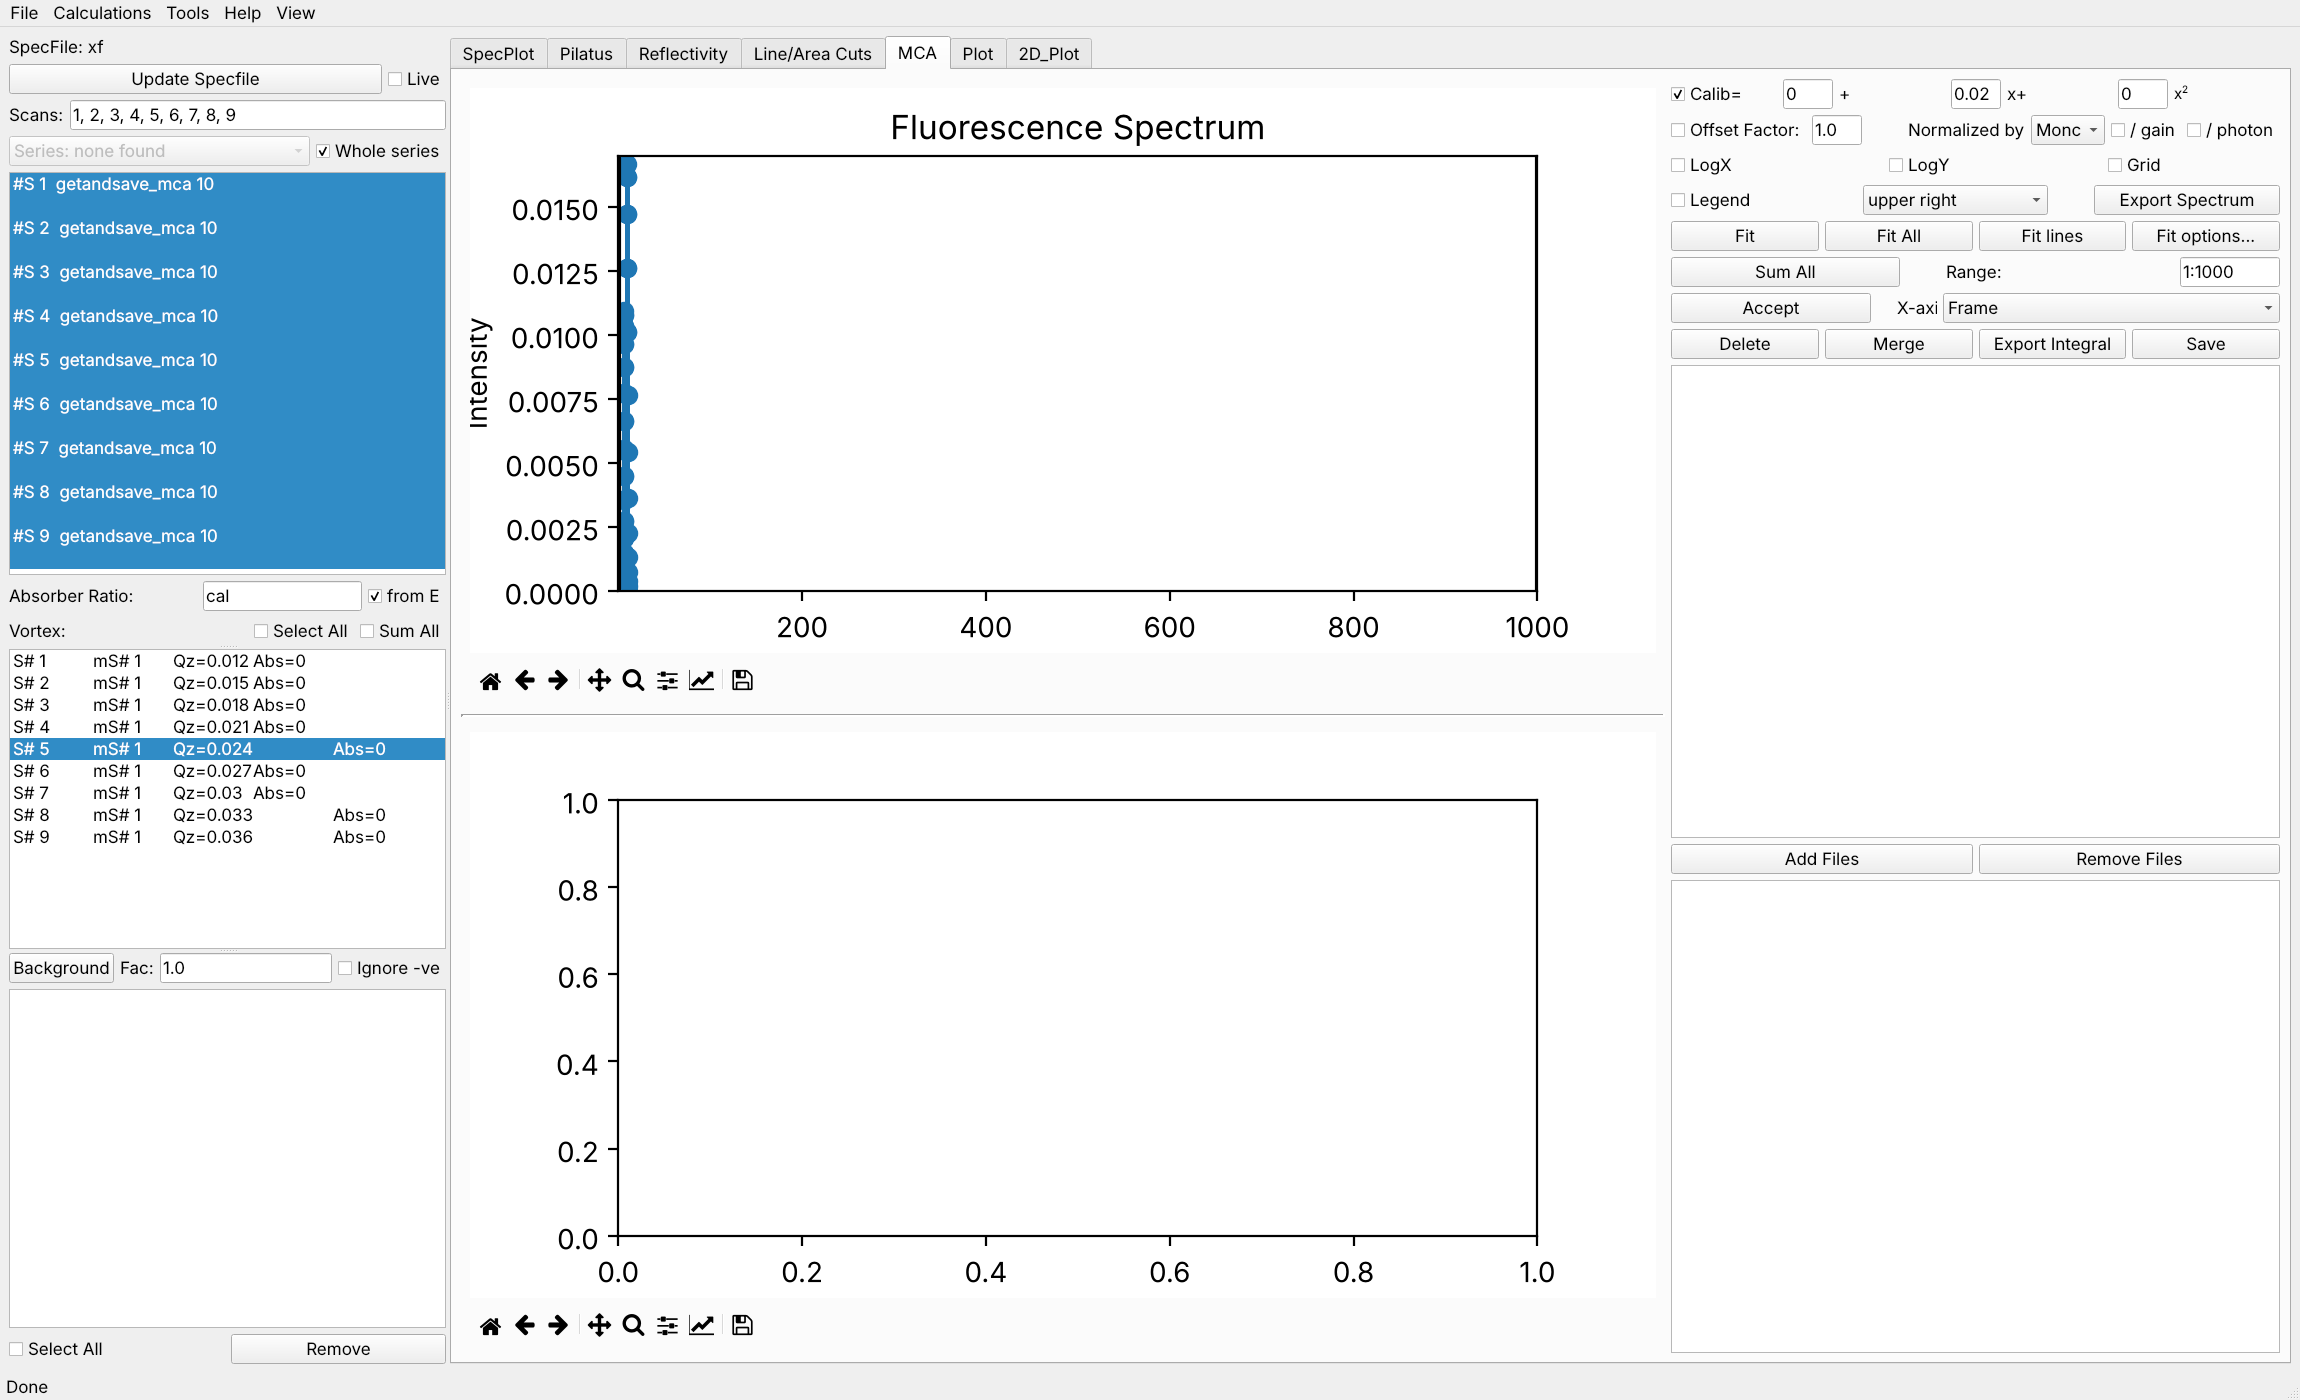 File Calculations Tools Help View
SpecFile: xf
Update Specfile Live
Scans: 1, 2, 3, 4, 5, 6, 7, 8, 9
Series: none found Whole series
#S 1 getandsave_mca 10
#S 2 getandsave_mca 10
#S 3 getandsave_mca 10
#S 4 getandsave_mca 10
#S 5 getandsave_mca 10
#S 6 getandsave_mca 10
#S 7 getandsave_mca 10
#S 8 getandsave_mca 10
#S 9 getandsave_mca 10
Absorber Ratio: cal from E
Vortex: Select All Sum All
S# 1 mS# 1 Qz=0.012 Abs=0
S# 2 mS# 1 Qz=0.015 Abs=0
S# 3 mS# 1 Qz=0.018 Abs=0
S# 4 mS# 1 Qz=0.021 Abs=0
S# 5 mS# 1 Qz=0.024 Abs=0
S# 6 mS# 1 Qz=0.027 Abs=0
S# 7 mS# 1 Qz=0.03 Abs=0
S# 8 mS# 1 Qz=0.033 Abs=0
S# 9 mS# 1 Qz=0.036 Abs=0
Background Fac: 1.0 Ignore -ve
Select All Remove
Done
SpecPlot Pilatus Reflectivity Line/Area Cuts MCA Plot 2D_Plot
Fluorescence Spectrum
Intensity
0.0150
0.0125
0.0100
0.0075
0.0050
0.0025
0.0000
200 400 600 800 1000
1.0
0.8
0.6
0.4
0.2
0.0
0.0 0.2 0.4 0.6 0.8 1.0
Calib= 0 + 0.02 x+ 0 x²
Offset Factor: 1.0 Normalized by Monc / gain / photon
LogX LogY Grid
Legend upper right Export Spectrum
Fit Fit All Fit lines Fit options...
Sum All Range: 1:1000
Accept X-axi Frame
Delete Merge Export Integral Save
Add Files Remove Files